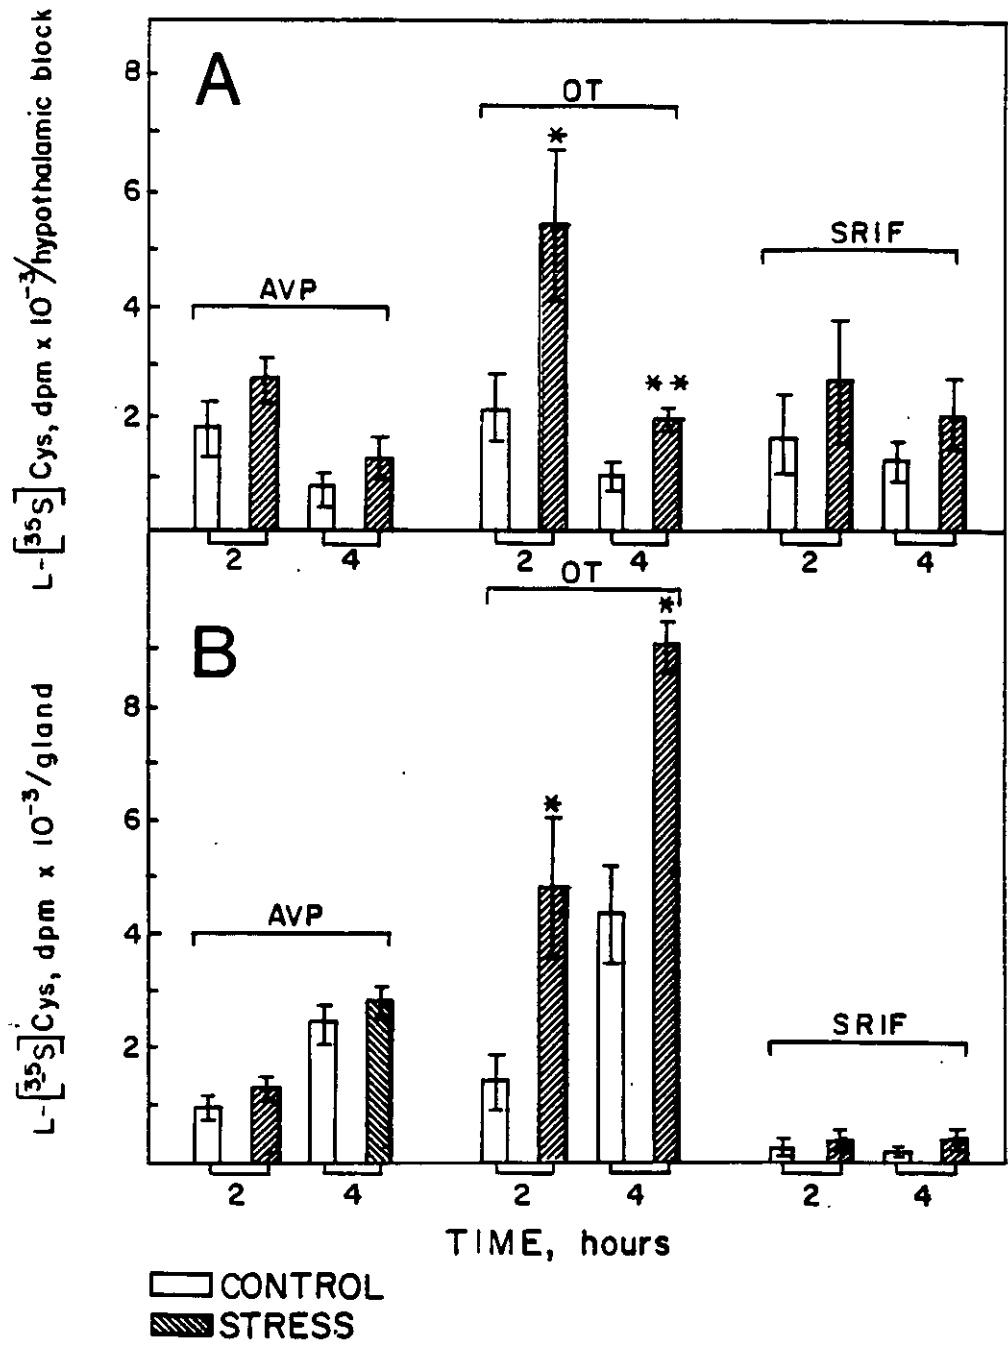 L-[³⁵S]Cys, dpm x 10⁻³/hypothalamic block
A
8
6
4
2
AVP
OT
SRIF
*
**
2 4 2 4 2 4
L-[³⁵S]Cys, dpm x 10⁻³/gland
B
8
6
4
2
AVP
OT
SRIF
*
*
2 4 2 4 2 4
TIME, hours
CONTROL
STRESS